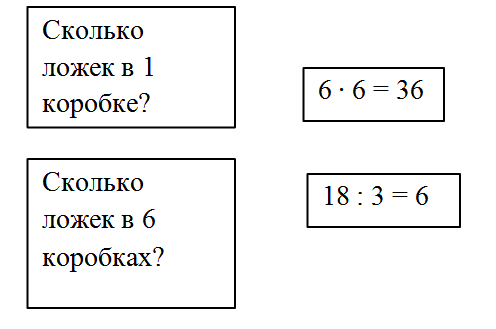 Сколько
ложек в 1
коробке?
6 · 6 = 36
Сколько
ложек в 6
коробках?
18 : 3 = 6